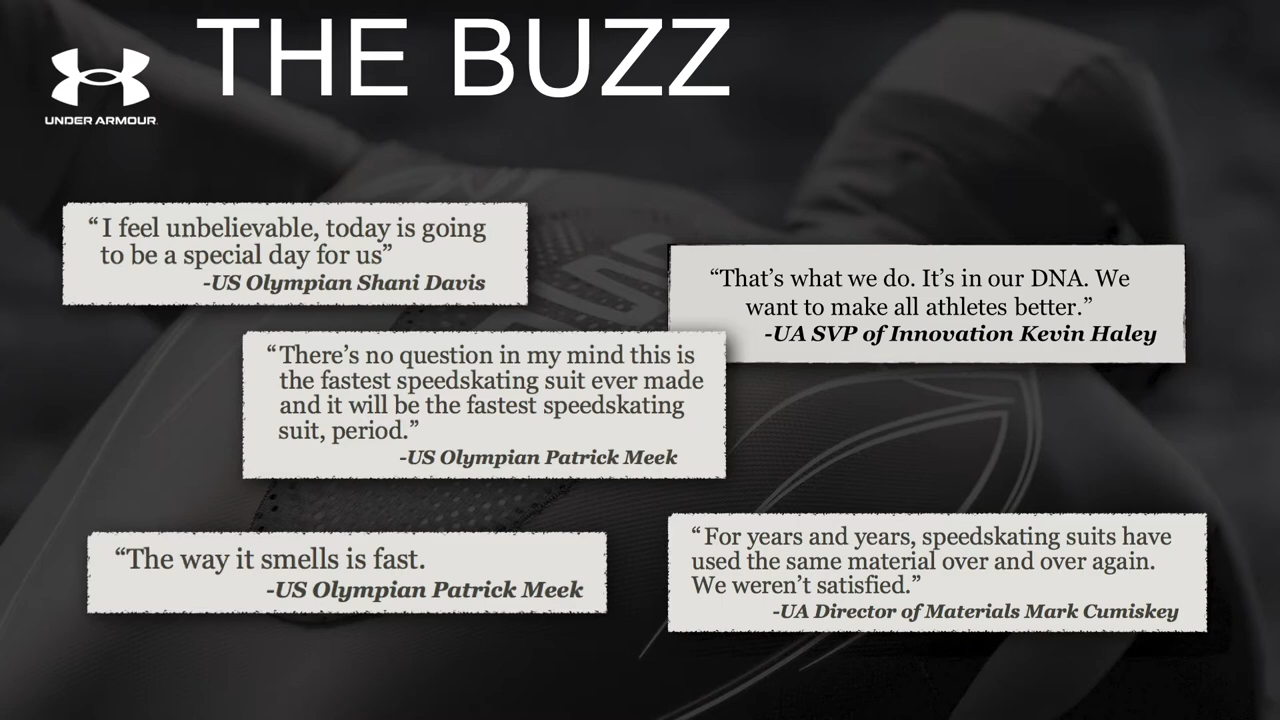 THE BUZZ
UNDER ARMOUR
“I feel unbelievable, today is going
to be a special day for us”
-US Olympian Shani Davis
“That’s what we do. It’s in our DNA. We
want to make all athletes better.”
-UA SVP of Innovation Kevin Haley
“There’s no question in my mind this is
the fastest speedskating suit ever made
and it will be the fastest speedskating
suit, period.”
-US Olympian Patrick Meek
“The way it smells is fast.
-US Olympian Patrick Meek
“For years and years, speedskating suits have
used the same material over and over again.
We weren’t satisfied.”
-UA Director of Materials Mark Cumiskey